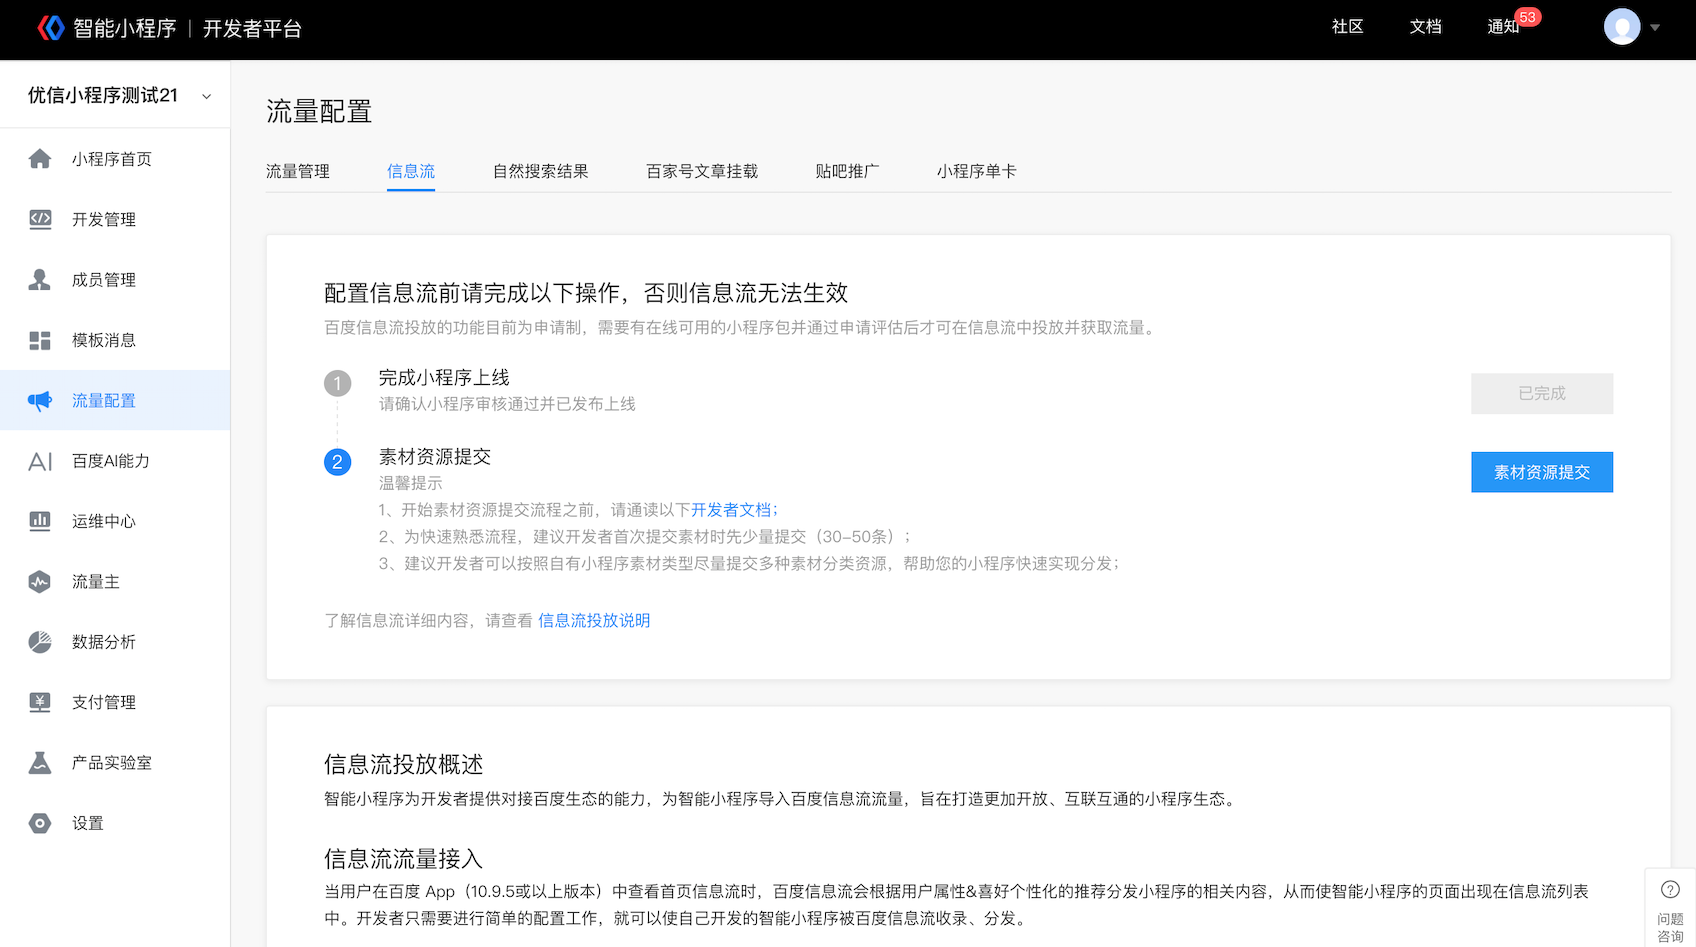 智能小程序 | 开发者平台
社区
文档
通知
53
优信小程序测试21
小程序首页
开发管理
成员管理
模板消息
流量配置
百度AI能力
运维中心
流量主
数据分析
支付管理
产品实验室
设置
流量配置
流量管理
信息流
自然搜索结果
百家号文章挂载
贴吧推广
小程序单卡
配置信息流前请完成以下操作，否则信息流无法生效
百度信息流投放的功能目前为申请制，需要有在线可用的小程序包并通过申请评估后才可在信息流中投放并获取流量。
1
完成小程序上线
请确认小程序审核通过并已发布上线
已完成
2
素材资源提交
温馨提示
1、开始素材资源提交流程之前，请通读以下开发者文档；
2、为快速熟悉流程，建议开发者首次提交素材时先少量提交（30-50条）；
3、建议开发者可以按照自有小程序素材类型尽量提交多种素材分类资源，帮助您的小程序快速实现分发；
素材资源提交
了解信息流详细内容，请查看 信息流投放说明
信息流投放概述
智能小程序为开发者提供对接百度生态的能力，为智能小程序导入百度信息流流量，旨在打造更加开放、互联互通的小程序生态。
信息流流量接入
当用户在百度 App（10.9.5或以上版本）中查看首页信息流时，百度信息流会根据用户属性&喜好个性化的推荐分发小程序的相关内容，从而使智能小程序的页面出现在信息流列表
中。开发者只需要进行简单的配置工作，就可以使自己开发的智能小程序被百度信息流收录、分发。
问题
咨询